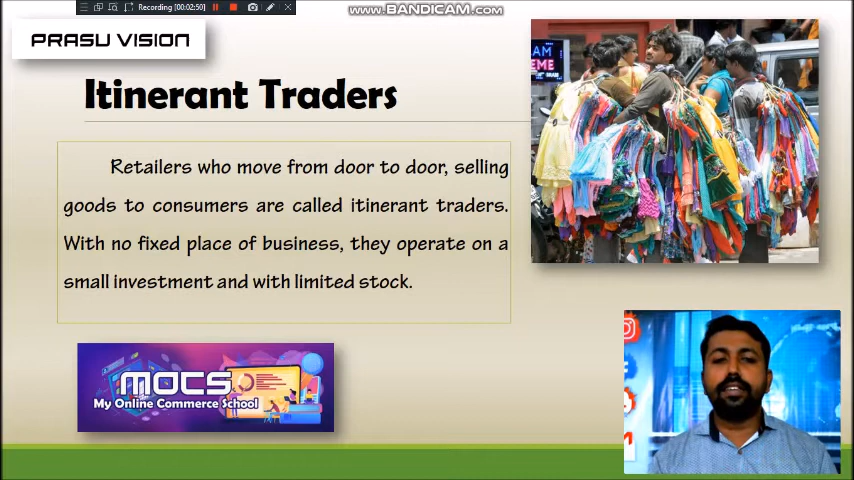 Recording [00:02:50]
www.BANDICAM.com
PRASU VISION
Itinerant Traders
Retailers who move from door to door, selling
goods to consumers are called itinerant traders.
With no fixed place of business, they operate on a
small investment and with limited stock.
MOCS
My Online Commerce School